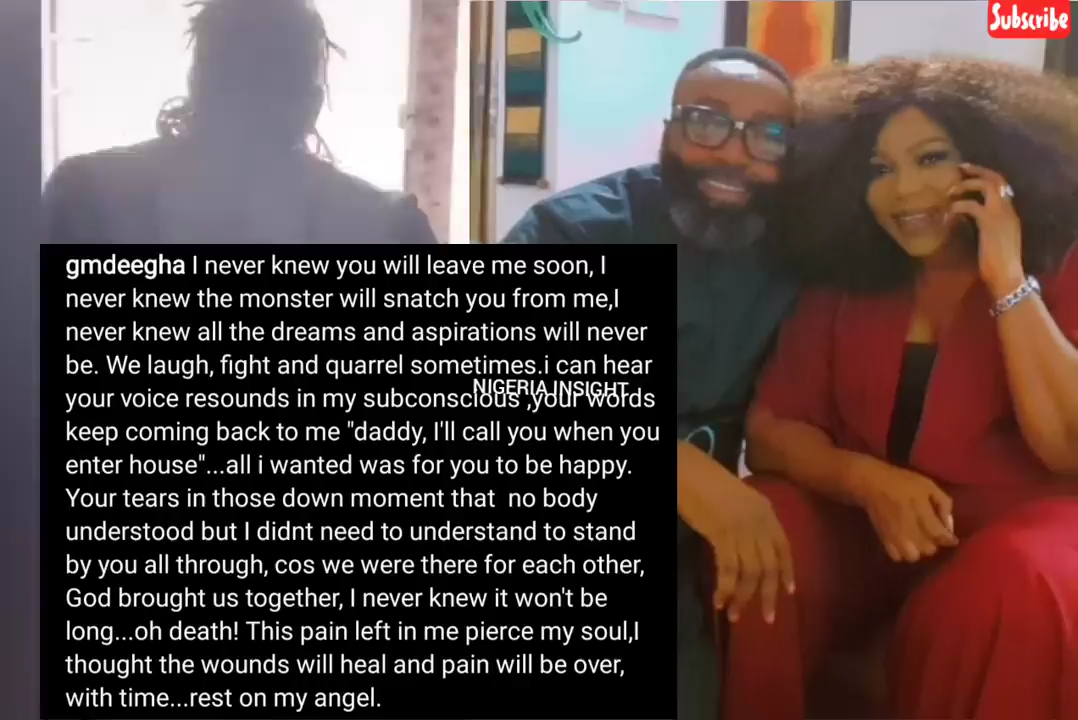 Subscribe
gmdeegha I never knew you will leave me soon, I
never knew the monster will snatch you from me,I
never knew all the dreams and aspirations will never
be. We laugh, fight and quarrel sometimes.i can hear
NIGERIA INSIGHT
your voice resounds in my subconscious ,your words
keep coming back to me "daddy, I'll call you when you
enter house"...all i wanted was for you to be happy.
Your tears in those down moment that  no body
understood but I didnt need to understand to stand
by you all through, cos we were there for each other,
God brought us together, I never knew it won't be
long...oh death! This pain left in me pierce my soul,I
thought the wounds will heal and pain will be over,
with time...rest on my angel.